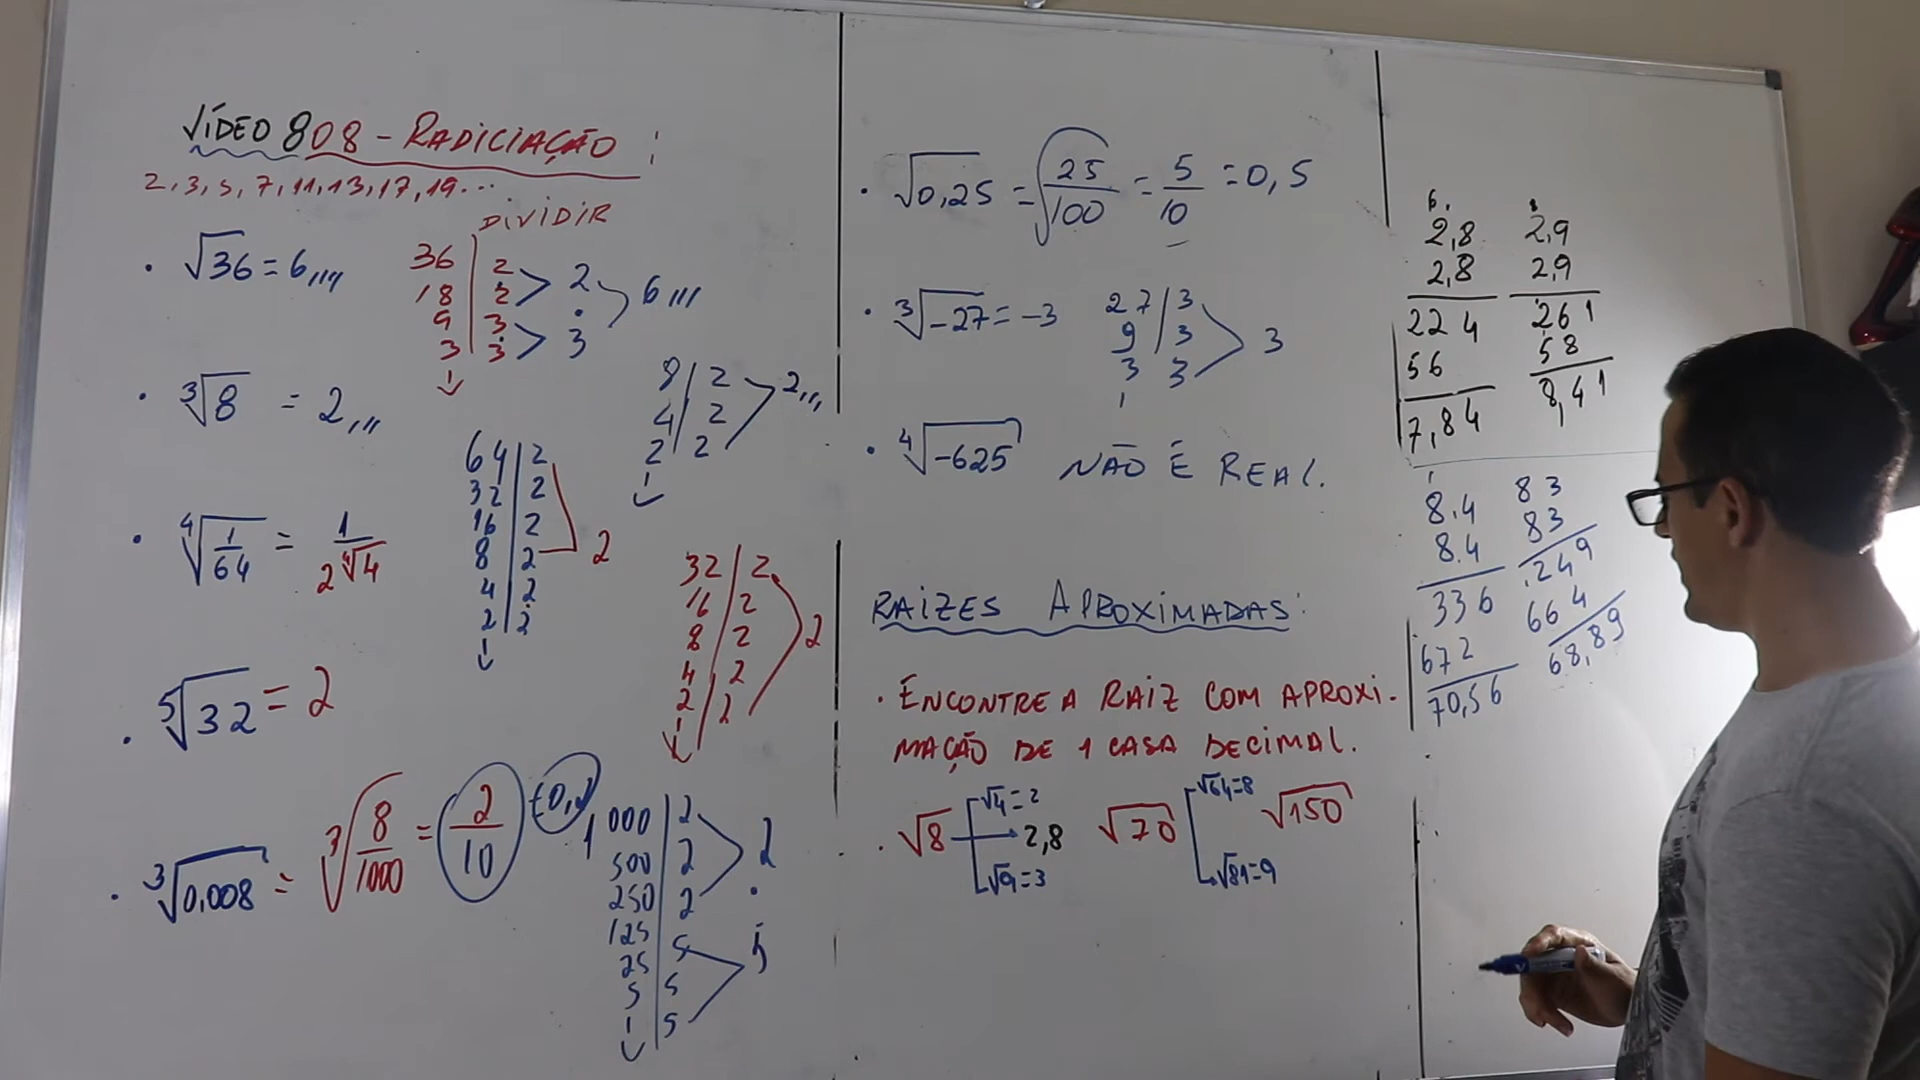 VÍDEO 808 - RADICIAÇÃO:
2, 3, 5, 7, 11, 13, 17, 19...
DIVIDIR
• √36 = 6,,,,
36 | 2
18 | 2
9 | 3
3 | 3
1
2
.
3
6,,,
• ³√8 = 2,,,
8 | 2
4 | 2
2 | 2
1
2,,,
• ⁴√(1/64) = 1/(2 ⁴√4)
64 | 2
32 | 2
16 | 2
8 | 2
4 | 2
2 | 2
1
2
• ⁵√32 = 2
32 | 2
16 | 2
8 | 2
4 | 2
2 | 2
1
2
• ³√0,008 = ³√(8/1000) = 2/10 = 0,2
1000 | 2
500 | 2
250 | 2
125 | 5
25 | 5
5 | 5
1
2
.
5
• √0,25 = √(25/100) = 5/10 = 0,5
• ³√-27 = -3
27 | 3
9 | 3
3 | 3
1
3
• ⁴√-625 NÃO É REAL.
RAIZES APROXIMADAS:
• ENCONTRE A RAIZ COM APROXI-
MAÇÃO DE 1 CASA DECIMAL.
• √8
√4=2
2,8
√9=3
√70
√64=8
√81=9
√150
2,8
2,8
224
56
7,84
2,9
2,9
261
58
8,41
8.4
8.4
336
672
70,56
83
83
249
664
68,89